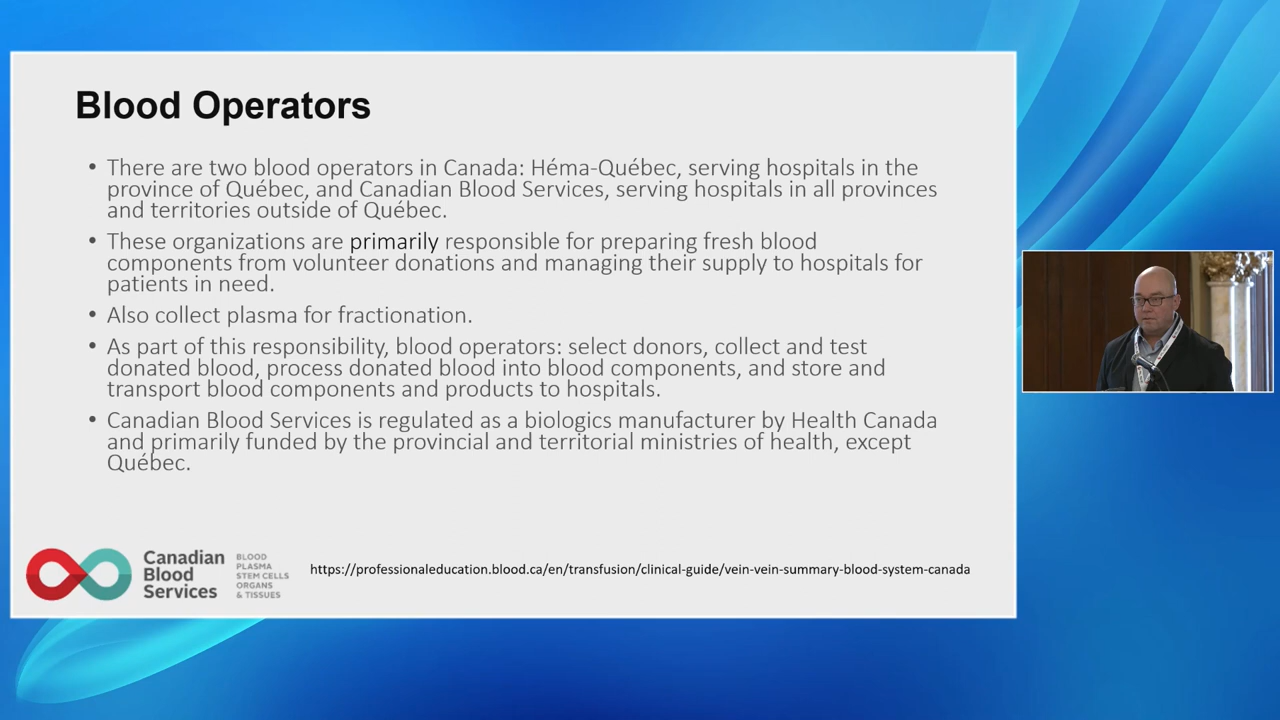 Blood Operators
• There are two blood operators in Canada: Héma-Québec, serving hospitals in the
province of Québec, and Canadian Blood Services, serving hospitals in all provinces
and territories outside of Québec.
• These organizations are primarily responsible for preparing fresh blood
components from volunteer donations and managing their supply to hospitals for
patients in need.
• Also collect plasma for fractionation.
• As part of this responsibility, blood operators: select donors, collect and test
donated blood, process donated blood into blood components, and store and
transport blood components and products to hospitals.
• Canadian Blood Services is regulated as a biologics manufacturer by Health Canada
and primarily funded by the provincial and territorial ministries of health, except
Québec.
Canadian
Blood
Services
BLOOD
PLASMA
STEM CELLS
ORGANS
& TISSUES
https://professionaleducation.blood.ca/en/transfusion/clinical-guide/vein-vein-summary-blood-system-canada